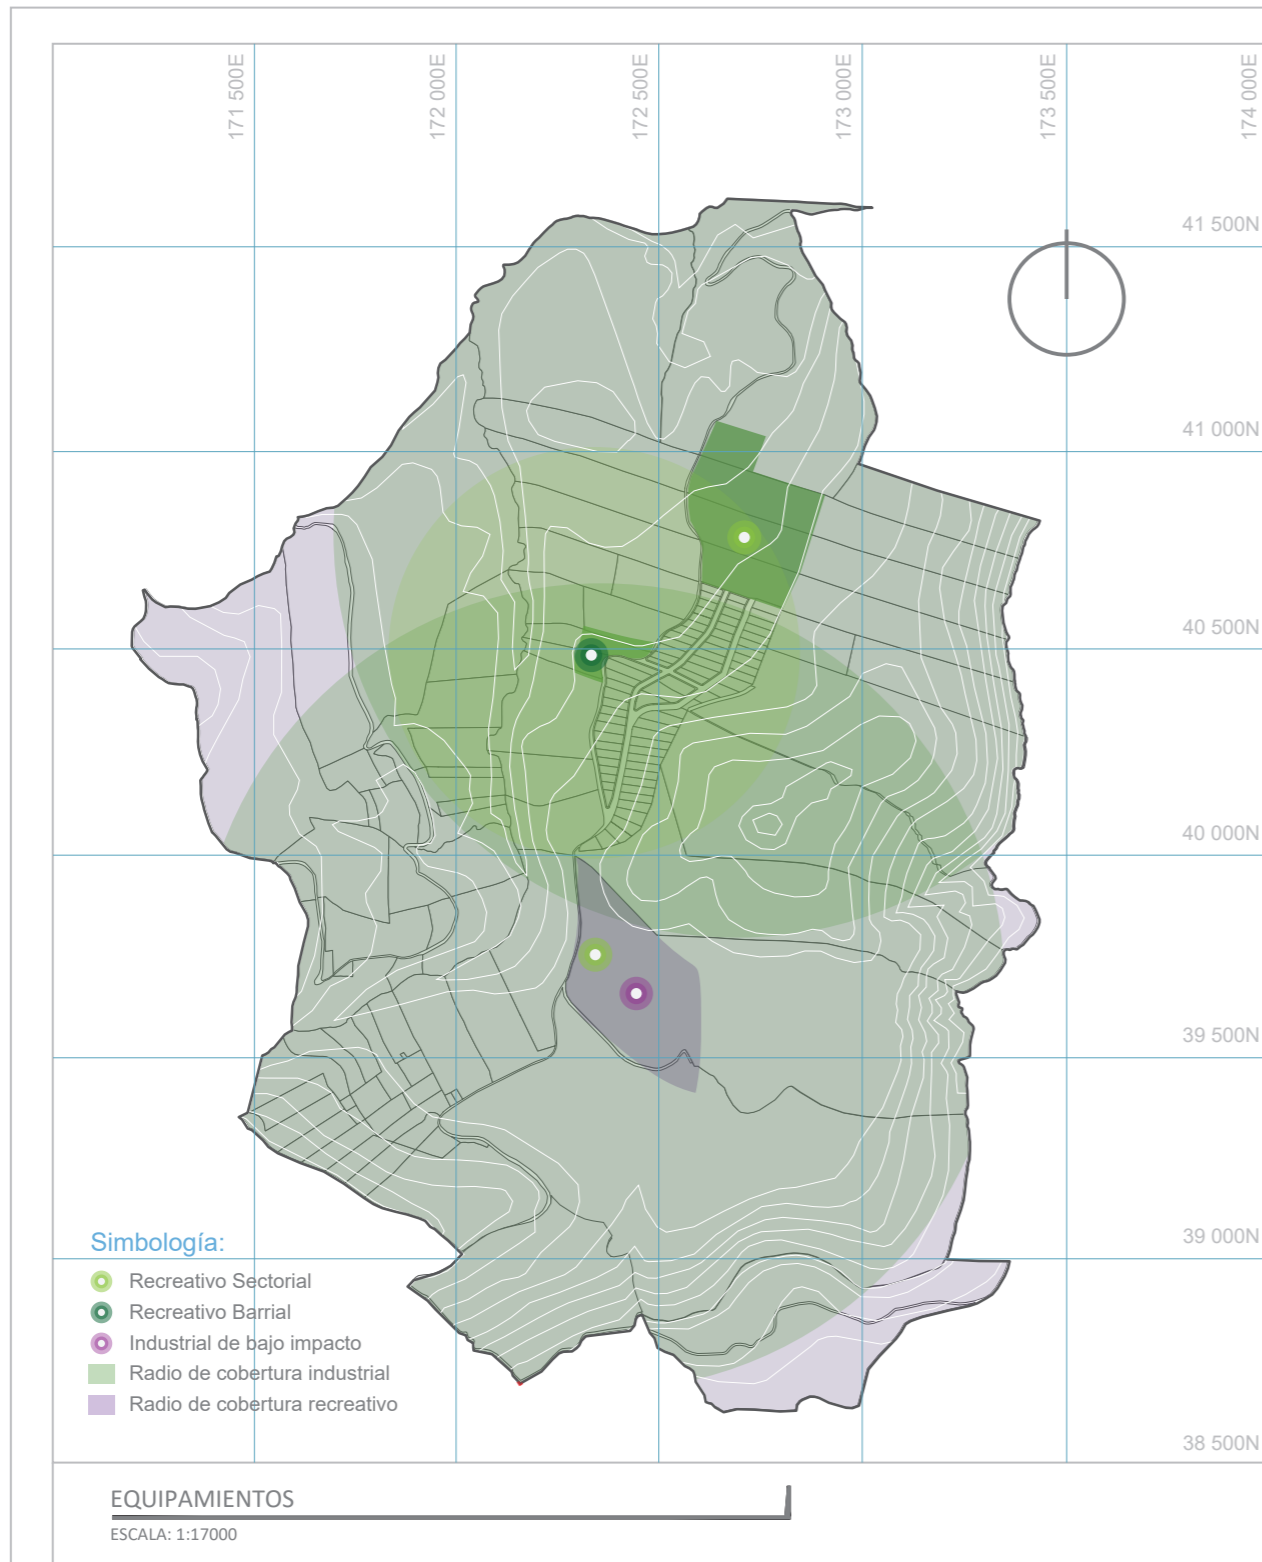 171 500E
172 000E
172 500E
173 000E
173 500E
174 000E
41 500N
41 000N
40 500N
40 000N
39 500N
39 000N
38 500N
Simbología:
Recreativo Sectorial
Recreativo Barrial
Industrial de bajo impacto
Radio de cobertura industrial
Radio de cobertura recreativo
EQUIPAMIENTOS
ESCALA: 1:17000